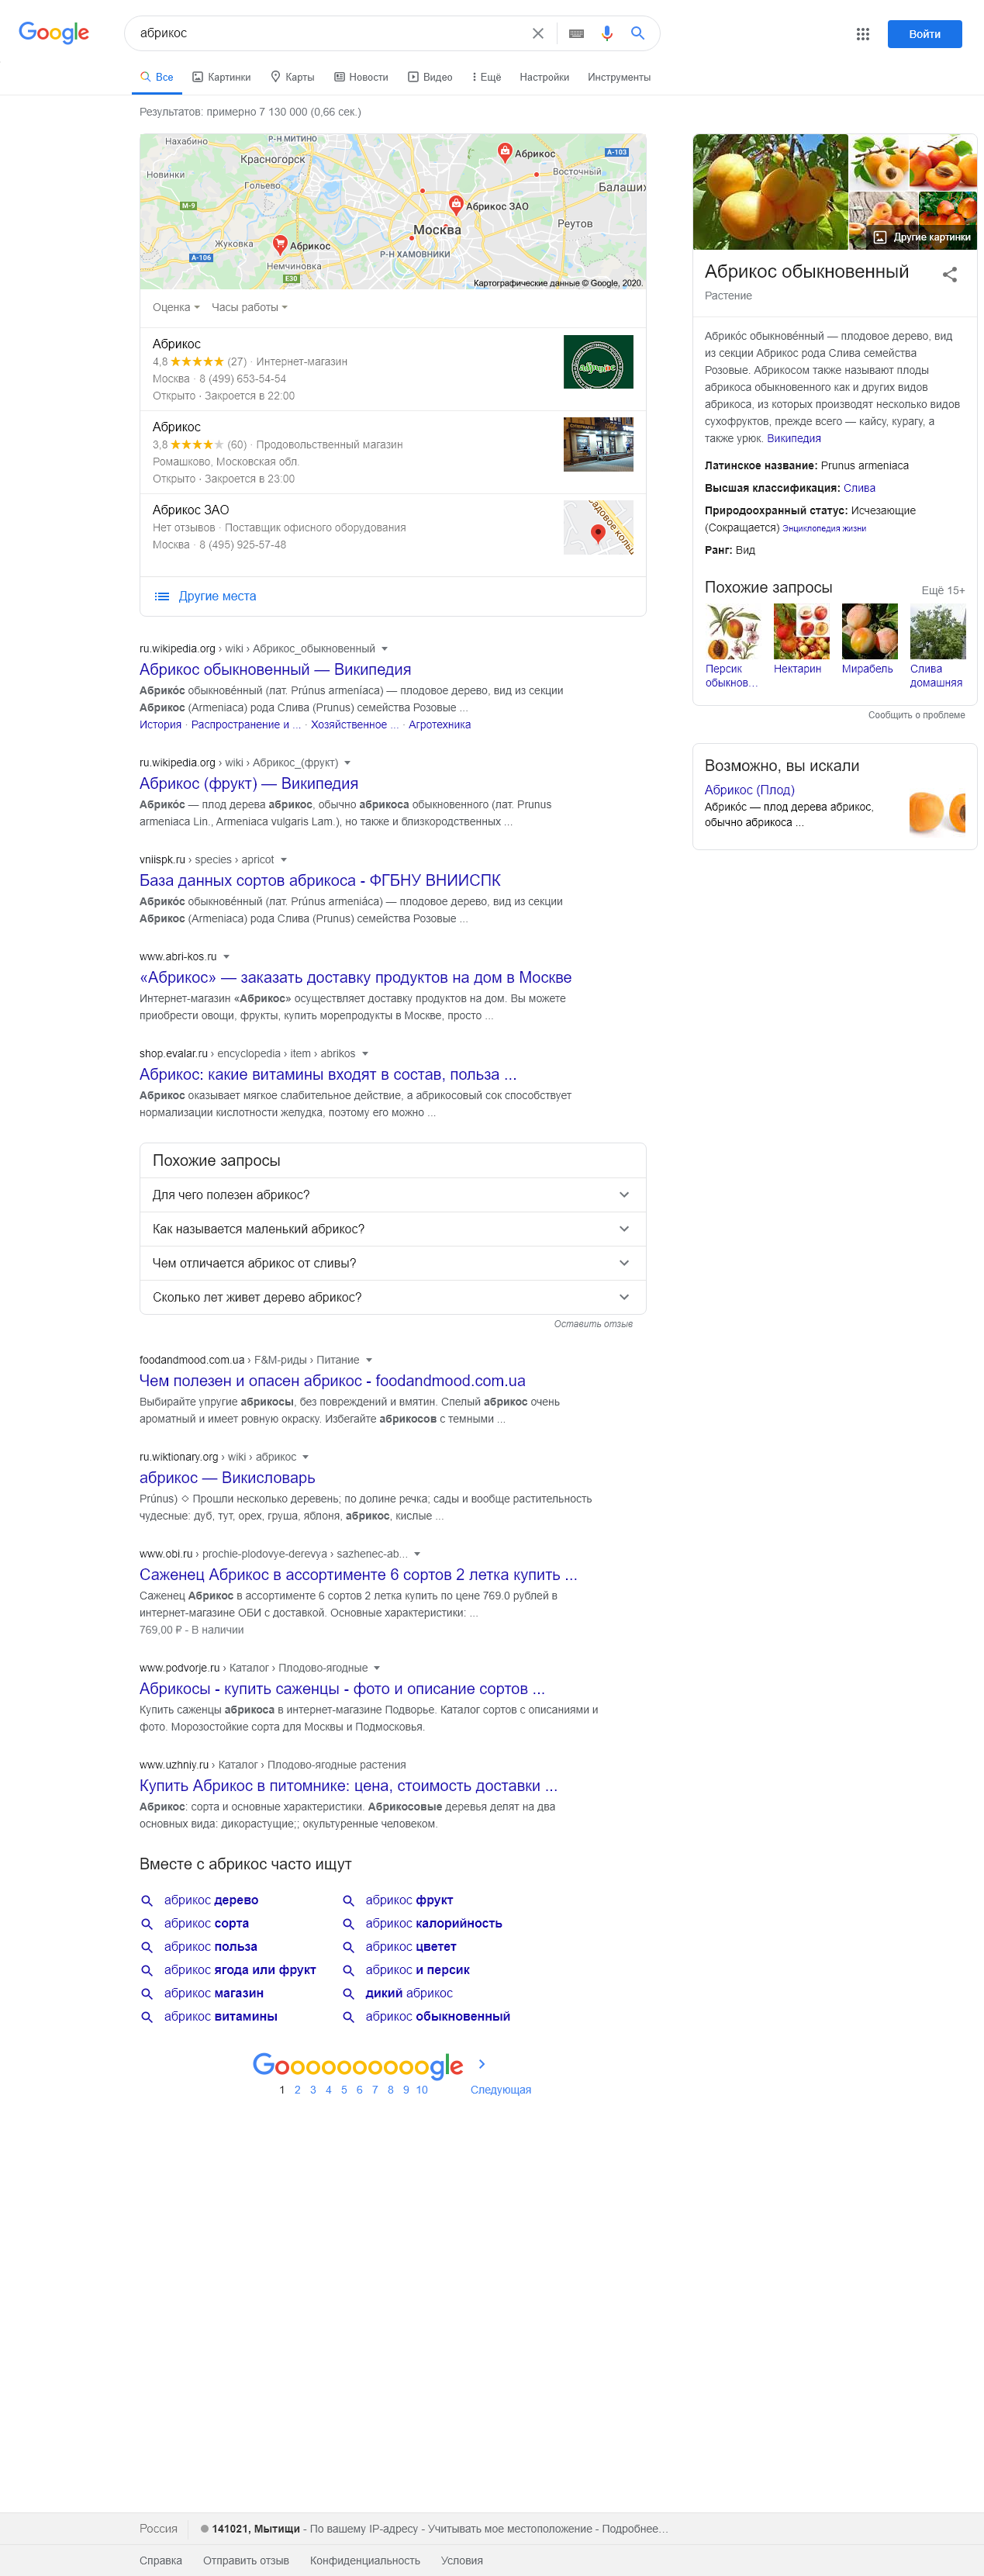 Google
абрикос
Войти
Все Картинки Карты Новости Видео Ещё Настройки Инструменты
Результатов: примерно 7 130 000 (0,66 сек.)
Нахабино
Р-Н МИТИНО
Красногорск
Абрикос
А-103
Новинки
Гольево
Восточный
Балаших
М-9
Абрикос ЗАО
Москва
Реутов
Жуковка
Абрикос
А-106
Немчиновка
Р-Н ХАМОВНИКИ
E30
Картографические данные © Google, 2020.
Оценка Часы работы
Абрикос
4,8 (27) · Интернет-магазин
Москва · 8 (499) 653-54-54
Открыто · Закроется в 22:00
абрикос
Абрикос
3,8 (60) · Продовольственный магазин
Ромашково, Московская обл.
Открыто · Закроется в 23:00
Абрикос ЗАО
Нет отзывов · Поставщик офисного оборудования
Москва · 8 (495) 925-57-48
садовое кольц
Другие места
ru.wikipedia.org › wiki › Абрикос_обыкновенный
Абрикос обыкновенный — Википедия
Абрико́с обыкнове́нный (лат. Prúnus armeníaca) — плодовое дерево, вид из секции
Абрикос (Armeniaca) рода Слива (Prunus) семейства Розовые ...
История · Распространение и ... · Хозяйственное ... · Агротехника
ru.wikipedia.org › wiki › Абрикос_(фрукт)
Абрикос (фрукт) — Википедия
Абрико́с — плод дерева абрикос, обычно абрикоса обыкновенного (лат. Prunus
armeniaca Lin., Armeniaca vulgaris Lam.), но также и близкородственных ...
vniispk.ru › species › apricot
База данных сортов абрикоса - ФГБНУ ВНИИСПК
Абрико́с обыкнове́нный (лат. Prúnus armeniáca) — плодовое дерево, вид из секции
Абрикос (Armeniaca) рода Слива (Prunus) семейства Розовые ...
www.abri-kos.ru
«Абрикос» — заказать доставку продуктов на дом в Москве
Интернет-магазин «Абрикос» осуществляет доставку продуктов на дом. Вы можете
приобрести овощи, фрукты, купить морепродукты в Москве, просто ...
shop.evalar.ru › encyclopedia › item › abrikos
Абрикос: какие витамины входят в состав, польза ...
Абрикос оказывает мягкое слабительное действие, а абрикосовый сок способствует
нормализации кислотности желудка, поэтому его можно ...
Похожие запросы
Для чего полезен абрикос?
Как называется маленький абрикос?
Чем отличается абрикос от сливы?
Сколько лет живет дерево абрикос?
Оставить отзыв
foodandmood.com.ua › F&M-риды › Питание
Чем полезен и опасен абрикос - foodandmood.com.ua
Выбирайте упругие абрикосы, без повреждений и вмятин. Спелый абрикос очень
ароматный и имеет ровную окраску. Избегайте абрикосов с темными ...
ru.wiktionary.org › wiki › абрикос
абрикос — Викисловарь
Prúnus) ◇ Прошли несколько деревень; по долине речка; сады и вообще растительность
чудесные: дуб, тут, орех, груша, яблоня, абрикос, кислые ...
www.obi.ru › prochie-plodovye-derevya › sazhenec-ab...
Саженец Абрикос в ассортименте 6 сортов 2 летка купить ...
Саженец Абрикос в ассортименте 6 сортов 2 летка купить по цене 769.0 рублей в
интернет-магазине ОБИ с доставкой. Основные характеристики: ...
769,00 ₽ - В наличии
www.podvorje.ru › Каталог › Плодово-ягодные
Абрикосы - купить саженцы - фото и описание сортов ...
Купить саженцы абрикоса в интернет-магазине Подворье. Каталог сортов с описаниями и
фото. Морозостойкие сорта для Москвы и Подмосковья.
www.uzhniy.ru › Каталог › Плодово-ягодные растения
Купить Абрикос в питомнике: цена, стоимость доставки ...
Абрикос: сорта и основные характеристики. Абрикосовые деревья делят на два
основных вида: дикорастущие;; окультуренные человеком.
Вместе с абрикос часто ищут
абрикос дерево
абрикос сорта
абрикос польза
абрикос ягода или фрукт
абрикос магазин
абрикос витамины
абрикос фрукт
абрикос калорийность
абрикос цветет
абрикос и персик
дикий абрикос
абрикос обыкновенный
Goooooooooogle
1 2 3 4 5 6 7 8 9 10 Следующая
Другие картинки
Абрикос обыкновенный
Растение
Абрико́с обыкнове́нный — плодовое дерево, вид
из секции Абрикос рода Слива семейства
Розовые. Абрикосом также называют плоды
абрикоса обыкновенного как и других видов
абрикоса, из которых производят несколько видов
сухофруктов, прежде всего — кайсу, курагу, а
также урюк. Википедия
Латинское название: Prunus armeniaca
Высшая классификация: Слива
Природоохранный статус: Исчезающие
(Сокращается) Энциклопедия жизни
Ранг: Вид
Похожие запросы
Ещё 15+
Персик
обыкнов...
Нектарин
Мирабель
Слива
домашняя
Сообщить о проблеме
Возможно, вы искали
Абрикос (Плод)
Абрико́с — плод дерева абрикос,
обычно абрикоса ...
Россия
141021, Мытищи - По вашему IP-адресу - Учитывать мое местоположение - Подробнее…
Справка Отправить отзыв Конфиденциальность Условия